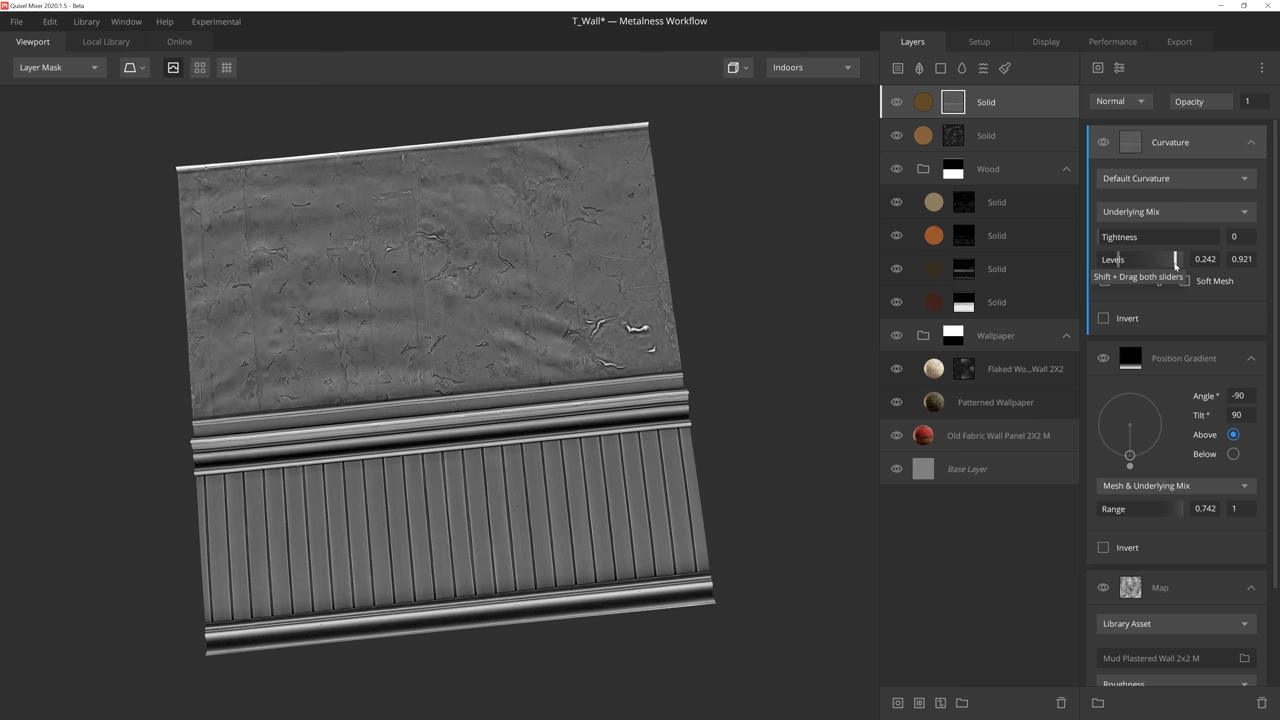 Quixel Mixer 2020.1.5 - Beta
File Edit Library Window Help Experimental
T_Wall* — Metalness Workflow
Viewport Local Library Online
Layers Setup Display Performance Export
Layer Mask
Indoors
Normal Opacity 1
Solid
Solid
Wood
Solid
Solid
Solid
Solid
Wallpaper
Flaked Wo...Wall 2X2
Patterned Wallpaper
Old Fabric Wall Panel 2X2 M
Base Layer
Curvature
Default Curvature
Underlying Mix
Tightness 0
Levels 0.242 0.921
Shift + Drag both sliders
Soft Mesh
Invert
Position Gradient
Angle ° -90
Tilt ° 90
Above
Below
Mesh & Underlying Mix
Range 0.742 1
Invert
Map
Library Asset
Mud Plastered Wall 2x2 M
Roughness